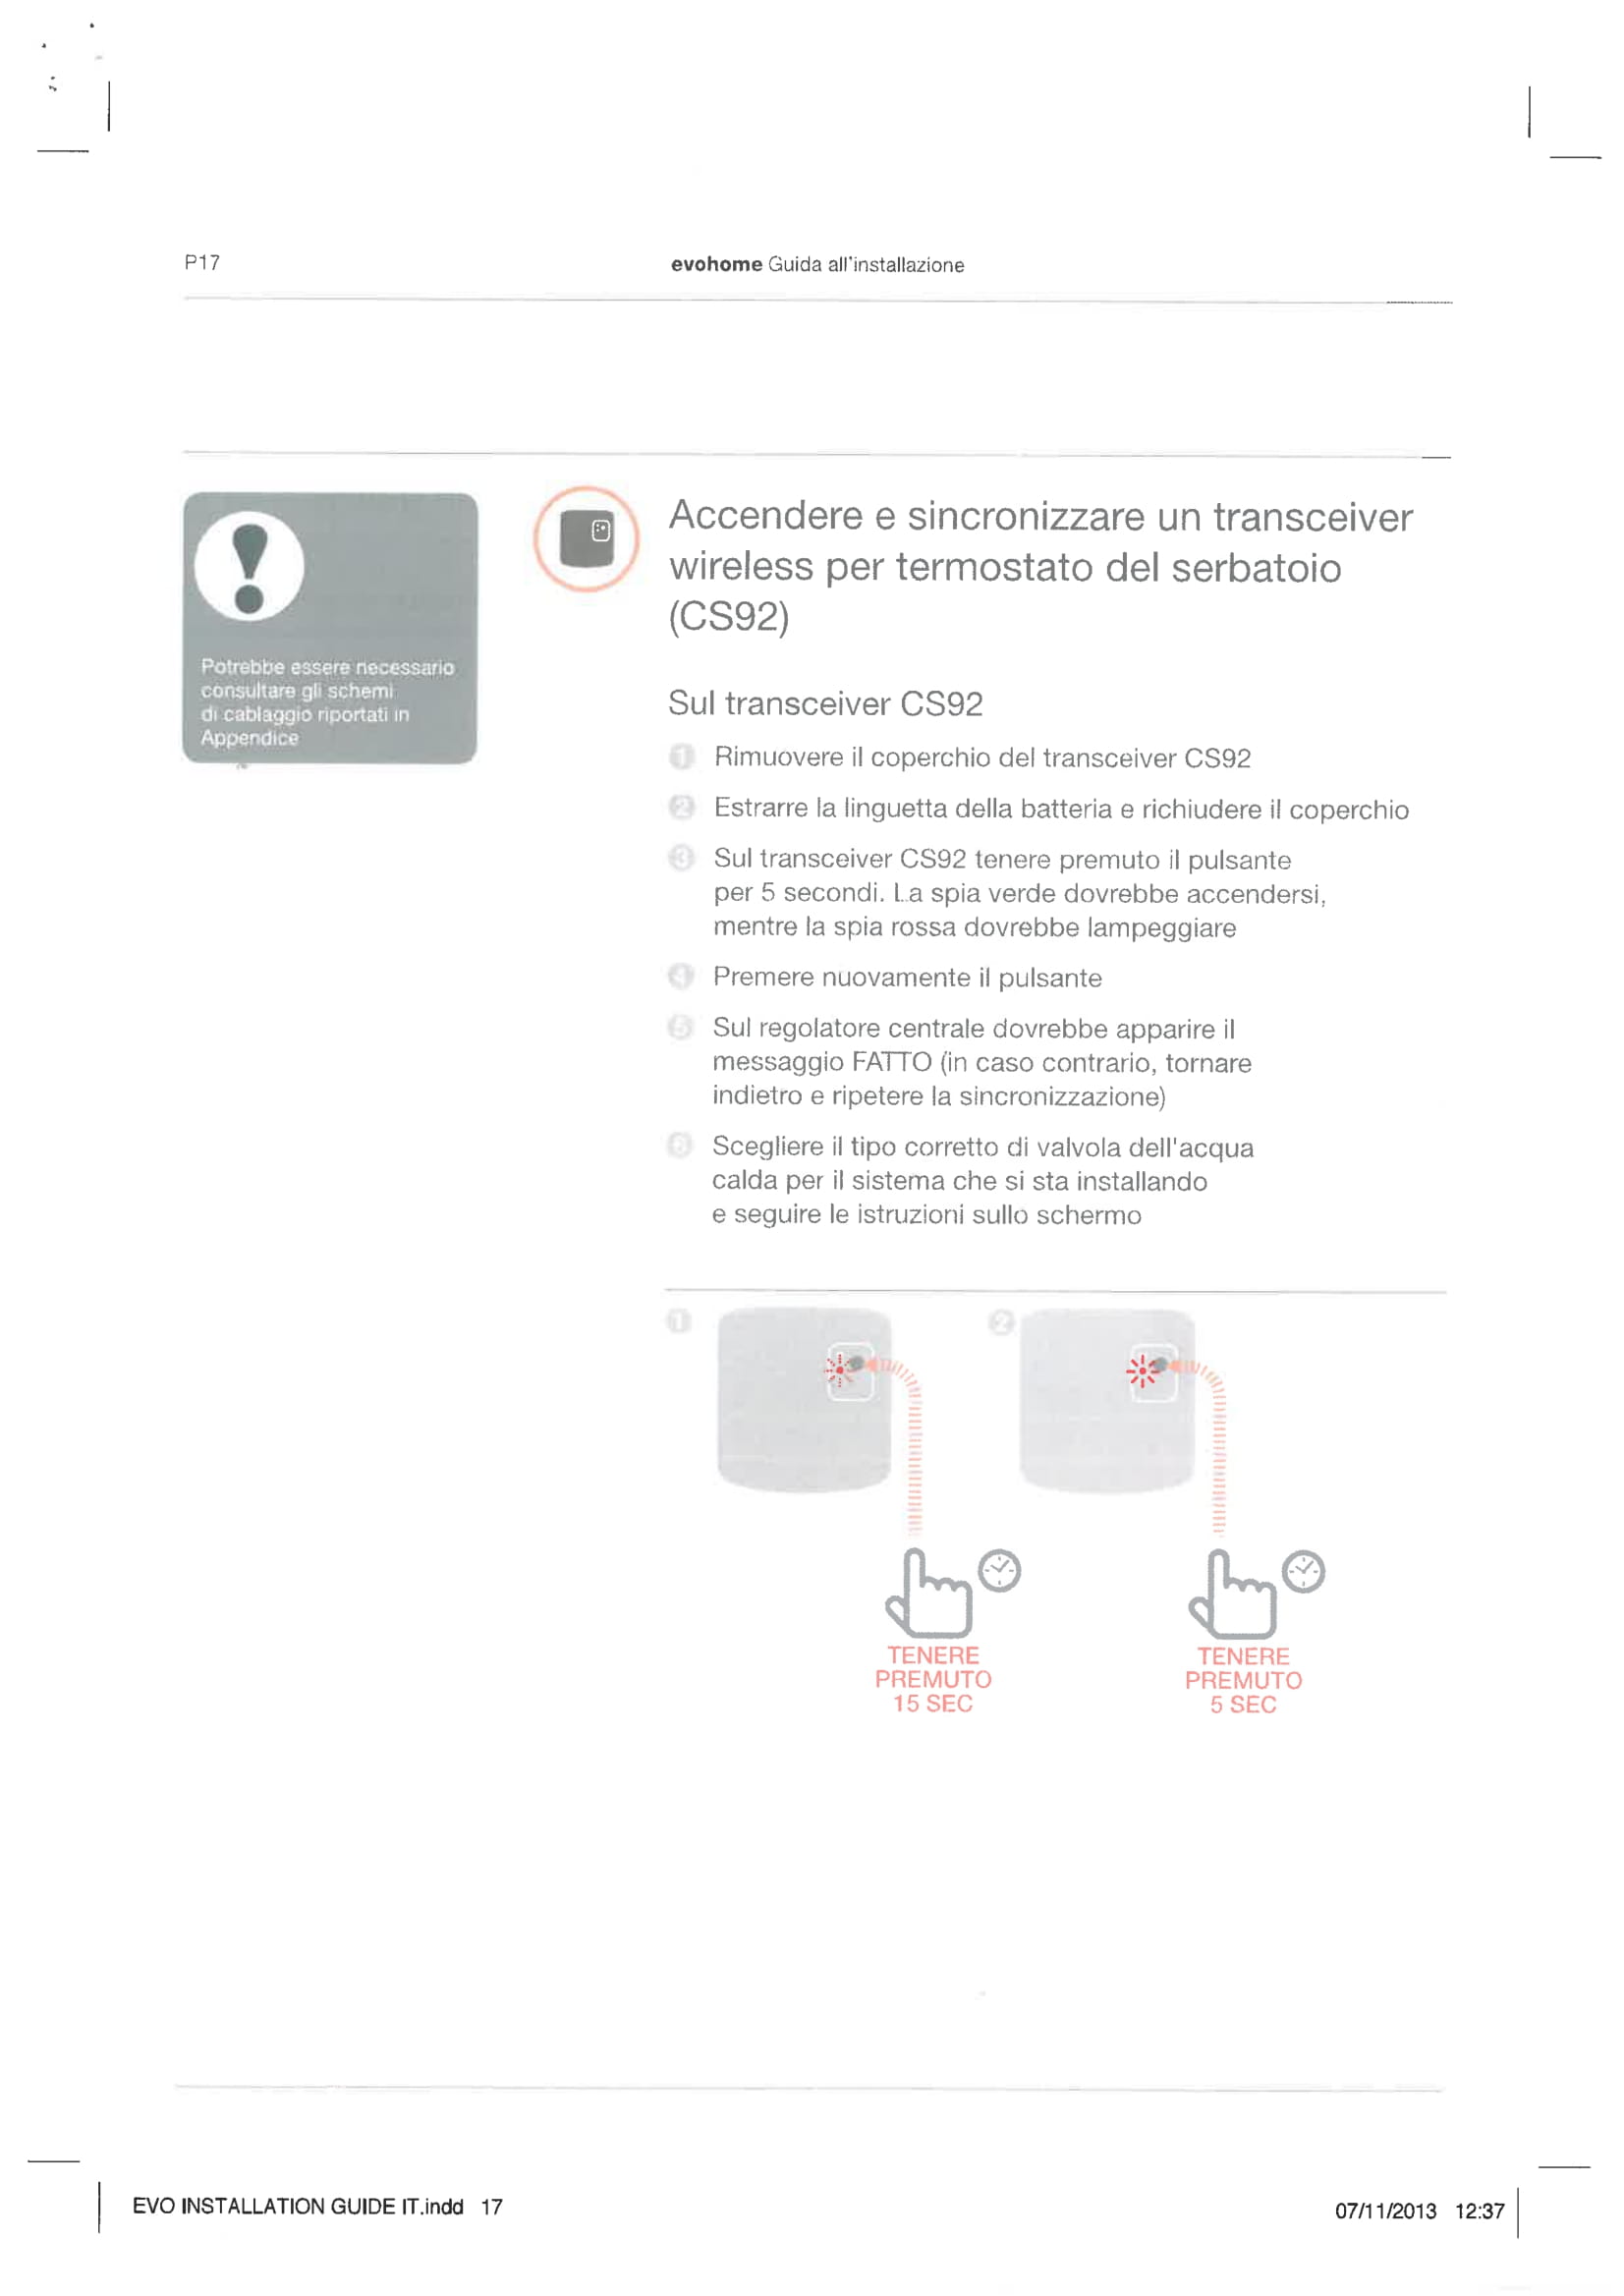 P17
evohome Guida all'installazione
Potrebbe essere necessario
consultare gli schemi
di cablaggio riportati in
Appendice
Accendere e sincronizzare un transceiver
wireless per termostato del serbatoio
(CS92)
Sul transceiver CS92
1 Rimuovere il coperchio del transceiver CS92
2 Estrarre la linguetta della batteria e richiudere il coperchio
3 Sul transceiver CS92 tenere premuto il pulsante
per 5 secondi. La spia verde dovrebbe accendersi,
mentre la spia rossa dovrebbe lampeggiare
4 Premere nuovamente il pulsante
5 Sul regolatore centrale dovrebbe apparire il
messaggio FATTO (in caso contrario, tornare
indietro e ripetere la sincronizzazione)
6 Scegliere il tipo corretto di valvola dell'acqua
calda per il sistema che si sta installando
e seguire le istruzioni sullo schermo
1
TENERE
PREMUTO
15 SEC
2
TENERE
PREMUTO
5 SEC
EVO INSTALLATION GUIDE IT.indd 17
07/11/2013 12:37